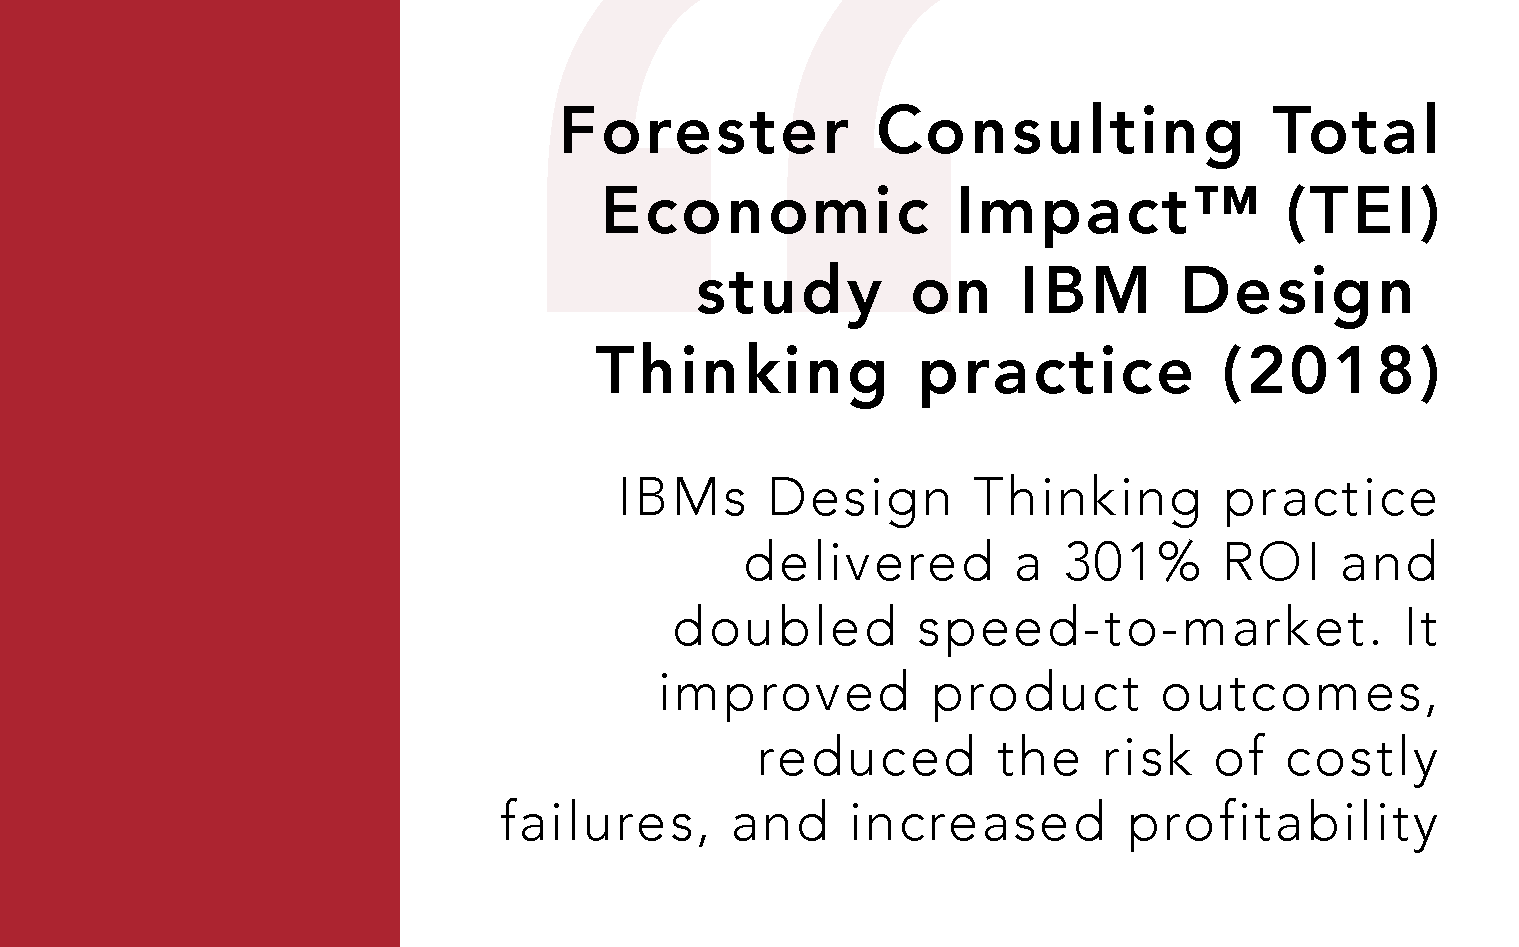 Forester Consulting Total
Economic Impact™ (TEI)
study on IBM Design
Thinking practice (2018)
IBMs Design Thinking practice
delivered a 301% ROI and
doubled speed-to-market. It
improved product outcomes,
reduced the risk of costly
failures, and increased profitability